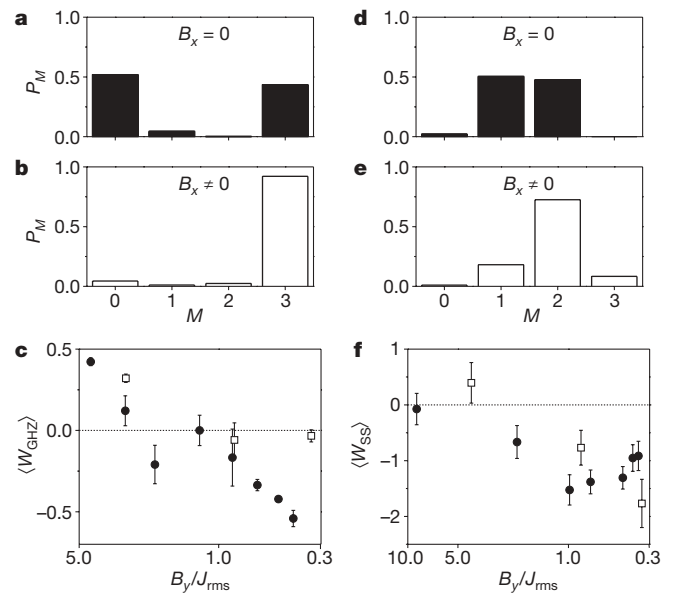 a
1.0
0.5
0.0
P_M
B_x = 0
b
1.0
0.5
0.0
P_M
B_x ≠ 0
0 1 2 3
M
c
0.5
0.0
−0.5
⟨W_GHZ⟩
5.0 1.0 0.3
B_y/J_rms
d
1.0
0.5
0.0
B_x = 0
e
1.0
0.5
0.0
B_x ≠ 0
0 1 2 3
M
f
1
0
−1
−2
⟨W_SS⟩
10.0 5.0 1.0 0.3
B_y/J_rms